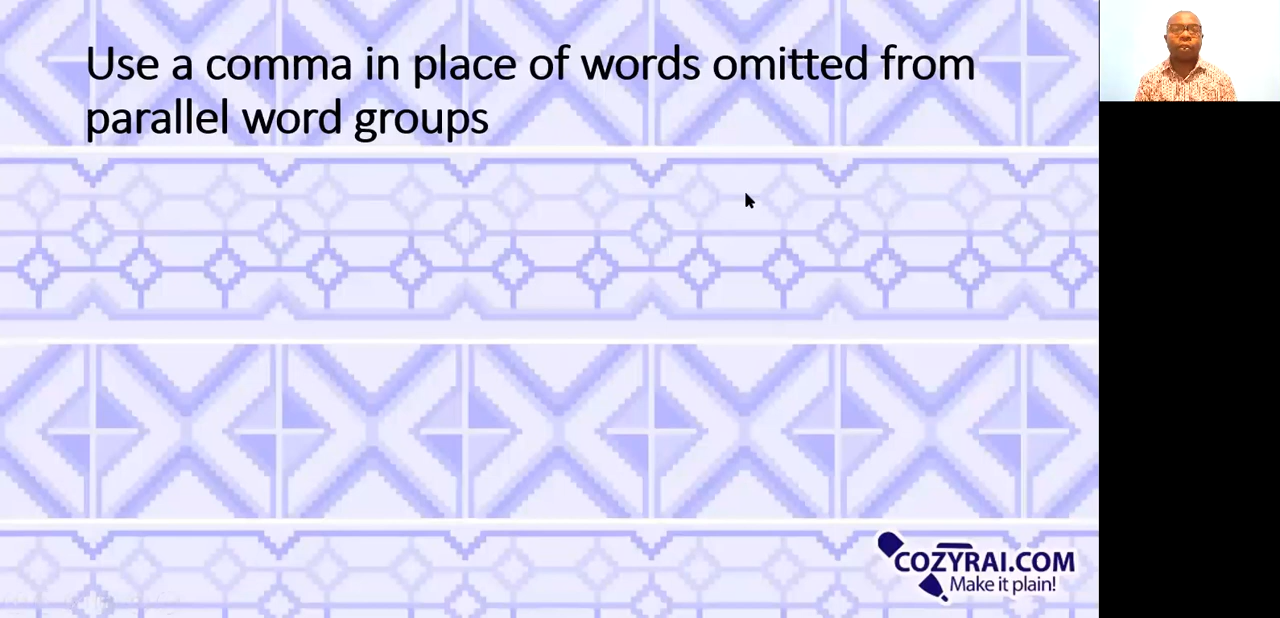 Use a comma in place of words omitted from
parallel word groups
COZYRAI.COM
Make it plain!